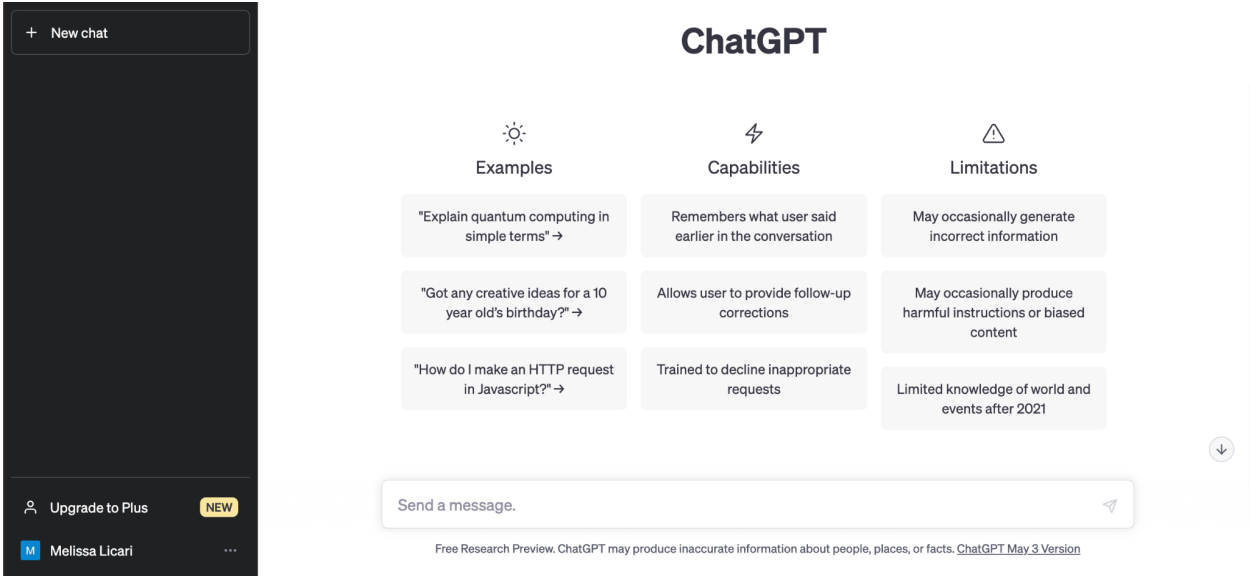 + New chat
ChatGPT
Examples
"Explain quantum computing in
simple terms" →
"Got any creative ideas for a 10
year old's birthday?" →
"How do I make an HTTP request
in Javascript?" →
Capabilities
Remembers what user said
earlier in the conversation
Allows user to provide follow-up
corrections
Trained to decline inappropriate
requests
Limitations
May occasionally generate
incorrect information
May occasionally produce
harmful instructions or biased
content
Limited knowledge of world and
events after 2021
Upgrade to Plus NEW
M Melissa Licari ...
Send a message.
Free Research Preview. ChatGPT may produce inaccurate information about people, places, or facts. ChatGPT May 3 Version